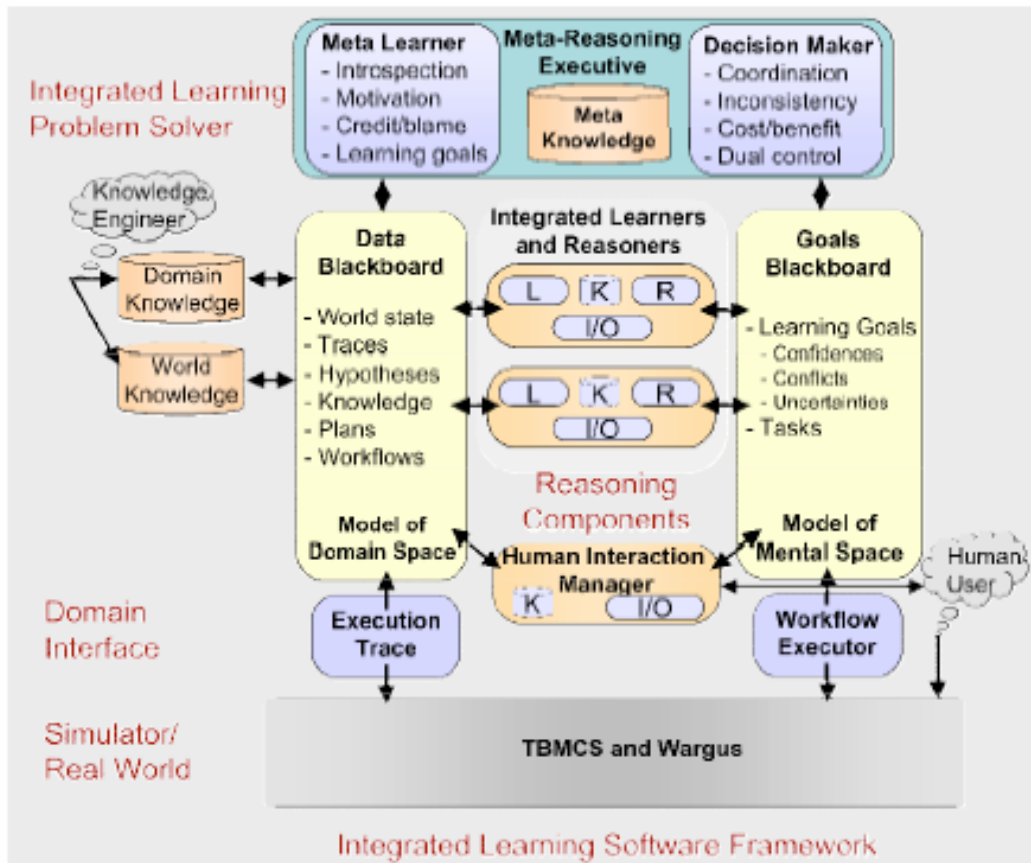 Meta Learner
- Introspection
- Motivation
- Credit/blame
- Learning goals
Meta-Reasoning
Executive
Meta
Knowledge
Decision Maker
- Coordination
- Inconsistency
- Cost/benefit
- Dual control
Integrated Learning
Problem Solver
Knowledge
Engineer
Domain
Knowledge
World
Knowledge
Data
Blackboard
- World state
- Traces
- Hypotheses
- Knowledge
- Plans
- Workflows
Model of
Domain Space
Integrated Learners
and Reasoners
L K R
I/O
L K R
I/O
Reasoning
Components
Goals
Blackboard
- Learning Goals
- Confidences
- Conflicts
- Uncertainties
- Tasks
Model of
Mental Space
Human Interaction
Manager
K I/O
Human
User
Domain
Interface
Execution
Trace
Workflow
Executor
Simulator/
Real World
TBMCS and Wargus
Integrated Learning Software Framework